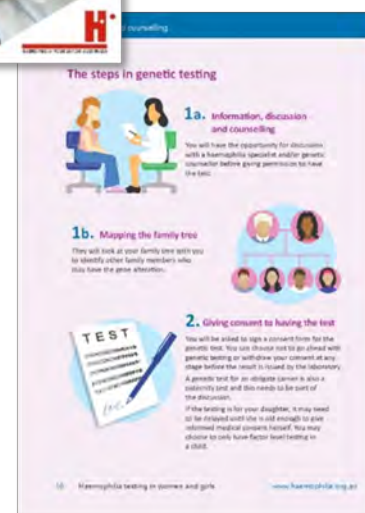 H
HAEMOPHILIA FOUNDATION AUSTRALIA
counselling
The steps in genetic testing
1a. Information, discussion
and counselling
You will have the opportunity for discussion
with a haemophilia specialist and/or genetic
counsellor before giving permission to have
the test.
1b. Mapping the family tree
They will look at your family tree with you
to identify other family members who
may have the gene alteration.
TEST
2. Giving consent to having the test
You will be asked to sign a consent form for the
genetic test. You can choose not to go ahead with
genetic testing or withdraw your consent at any
stage before the result is issued by the laboratory.
A genetic test for an obligate carrier is also a
paternity test and this needs to be part of
the discussion.
If the testing is for your daughter, it may need
to be delayed until she is old enough to give
informed medical consent herself. You may
choose to only have factor level testing in
a child.
Haemophilia testing in women and girls
www.haemophilia.org.au